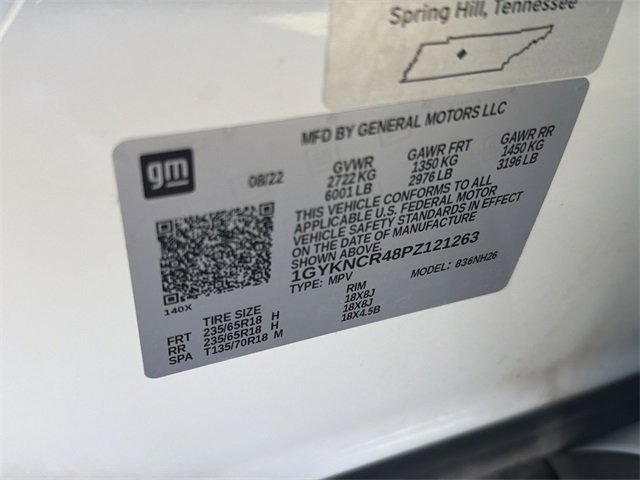 Spring Hill, Tennessee
MFD BY GENERAL MOTORS LLC
gm
08/22
GVWR
2722 KG
6001 LB
GAWR FRT
1350 KG
2976 LB
GAWR RR
1450 KG
3196 LB
THIS VEHICLE CONFORMS TO ALL
APPLICABLE U.S. FEDERAL MOTOR
VEHICLE SAFETY STANDARDS IN EFFECT
ON THE DATE OF MANUFACTURE
SHOWN ABOVE.
1GYKNCR48PZ121263
TYPE: MPV
MODEL: 836NH26
140X
TIRE SIZE
RIM
FRT 235/65R18 H 18X8J
RR 235/65R18 H 18X8J
SPA T135/70R18 M 18X4.5B